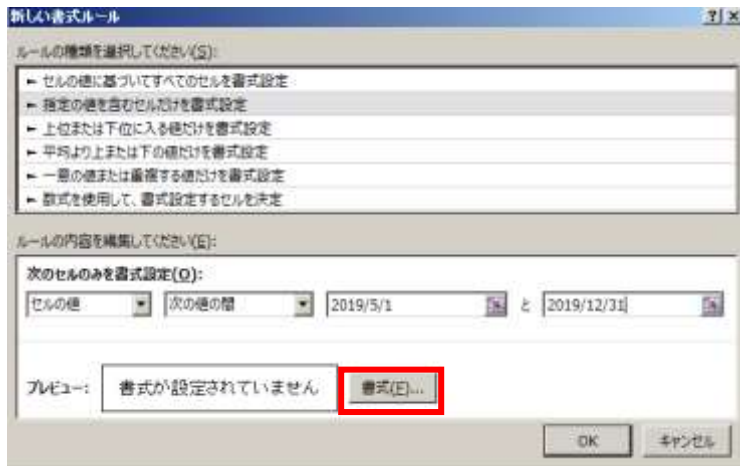 新しい書式ルール
ルールの種類を選択してください(S):
► セルの値に基づいてすべてのセルを書式設定
► 指定の値を含むセルだけを書式設定
► 上位または下位に入る値だけを書式設定
► 平均より上または下の値だけを書式設定
► 一意の値または重複する値だけを書式設定
► 数式を使用して、書式設定するセルを決定
ルールの内容を編集してください(E):
次のセルのみを書式設定(O):
セルの値 次の値の間 2019/5/1 と 2019/12/31
プレビュー: 書式が設定されていません 書式(F)...
OK キャンセル